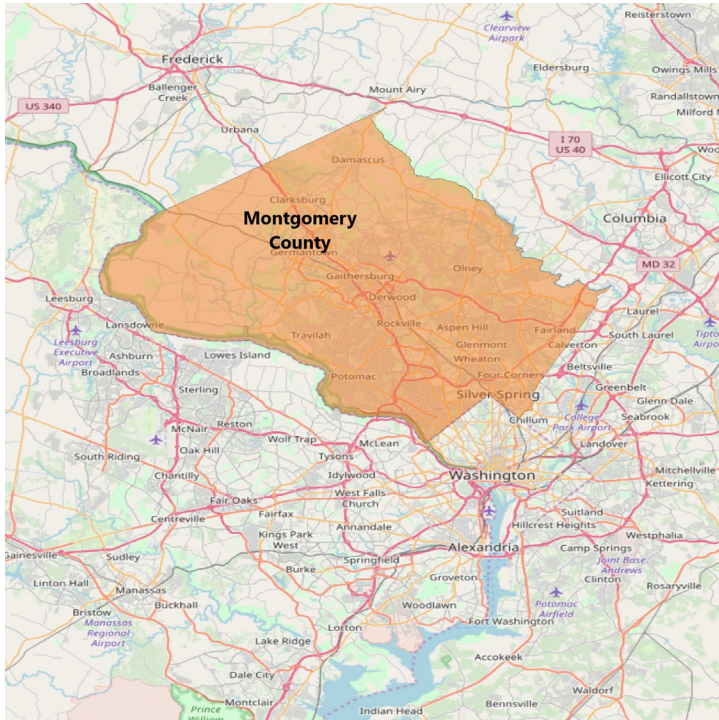 Clearview
Airpark
Reisterstown
Frederick
Eldersburg
Owings Mills
Ballenger
Creek
Mount Airy
Randallstown
US 340
Milford M
Urbana
I 70
US 40
Woo
Damascus
Ellicott City
Clarksburg
Columbia
Montgomery
County
Germantown
MD 32
Gaithersburg
Olney
Leesburg
Derwood
Laurel
Lansdowne
Rockville
Aspen Hill
Fairland
South Laurel
Tipto
Airpo
Leesburg
Executive
Airport
Travilah
Glenmont
Calverton
Ashburn
Lowes Island
Wheaton
Beltsville
Broadlands
Potomac
Four Corners
Greenbelt
Sterling
Silver Spring
Glenn Dale
College
Park Airport
Seabrook
McNair
Reston
Chillum
Wolf Trap
McLean
Landover
Oak Hill
South Riding
Tysons
Mitchellville
Chantilly
Idylwood
Washington
Kettering
West Falls
Church
Fair Oaks
Suitland
Centreville
Fairfax
Annandale
Hillcrest Heights
Westphalia
Kings Park
West
Gainesville
Sudley
Alexandria
Camp Springs
Springfield
Joint Base
Andrews
Burke
Linton Hall
Manassas
Groveton
Clinton
Rosaryville
Buckhall
Woodlawn
Potomac
Airfield
Bristow
Manassas
Regional
Airport
Lorton
Fort Washington
Lake Ridge
Accokeek
Dale City
Waldorf
Montclair
Prince
William
Indian Head
Bennsville